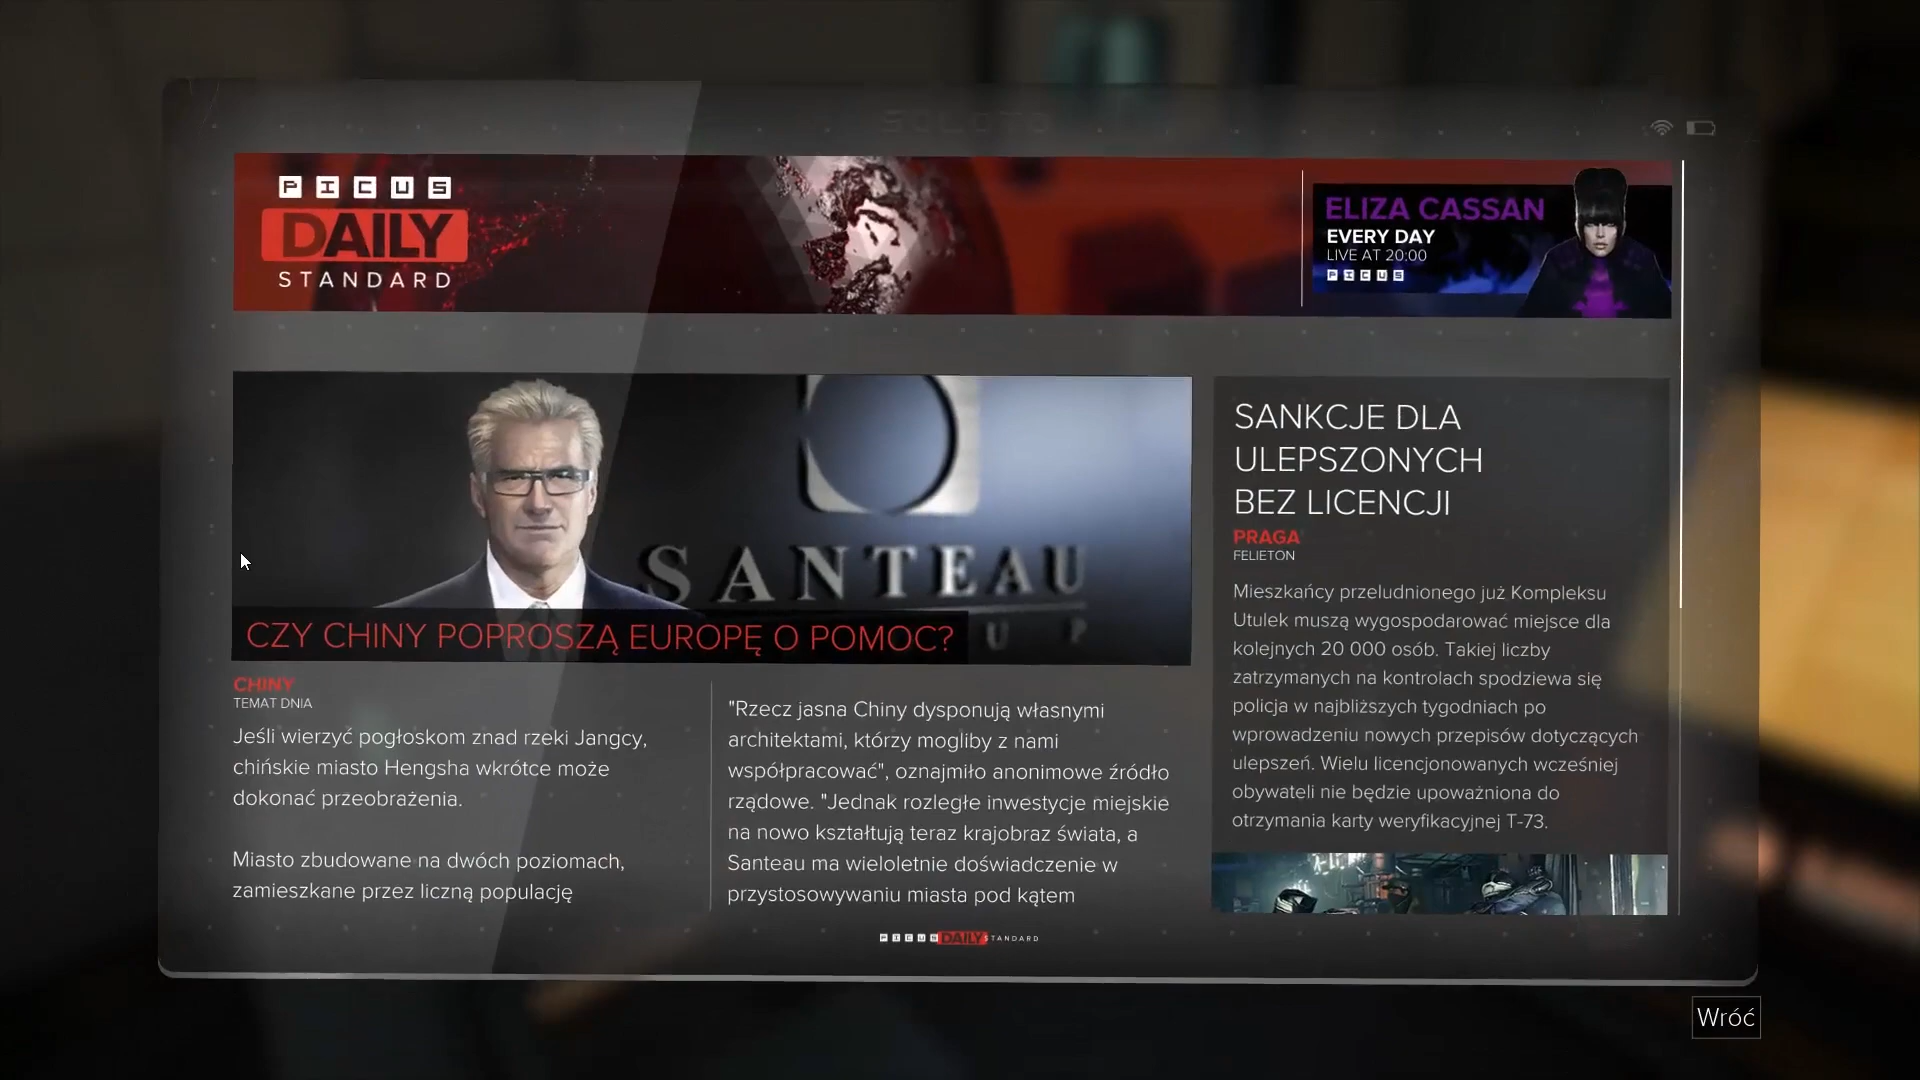 PICUS
DAILY
STANDARD
ELIZA CASSAN
EVERY DAY
LIVE AT 20:00
PICUS
SANTEAU
CZY CHINY POPROSZĄ EUROPĘ O POMOC?
CHINY
TEMAT DNIA
Jeśli wierzyć pogłoskom znad rzeki Jangcy,
chińskie miasto Hengsha wkrótce może
dokonać przeobrażenia.
Miasto zbudowane na dwóch poziomach,
zamieszkane przez liczną populację
"Rzecz jasna Chiny dysponują własnymi
architektami, którzy mogliby z nami
współpracować", oznajmiło anonimowe źródło
rządowe. "Jednak rozległe inwestycje miejskie
na nowo kształtują teraz krajobraz świata, a
Santeau ma wieloletnie doświadczenie w
przystosowywaniu miasta pod kątem
SANKCJE DLA
ULEPSZONYCH
BEZ LICENCJI
PRAGA
FELIETON
Mieszkańcy przeludnionego już Kompleksu
Utulek muszą wygospodarować miejsce dla
kolejnych 20 000 osób. Takiej liczby
zatrzymanych na kontrolach spodziewa się
policja w najbliższych tygodniach po
wprowadzeniu nowych przepisów dotyczących
ulepszeń. Wielu licencjonowanych wcześniej
obywateli nie będzie upoważniona do
otrzymania karty weryfikacyjnej T-73.
PICUS DAILY STANDARD
Wróć